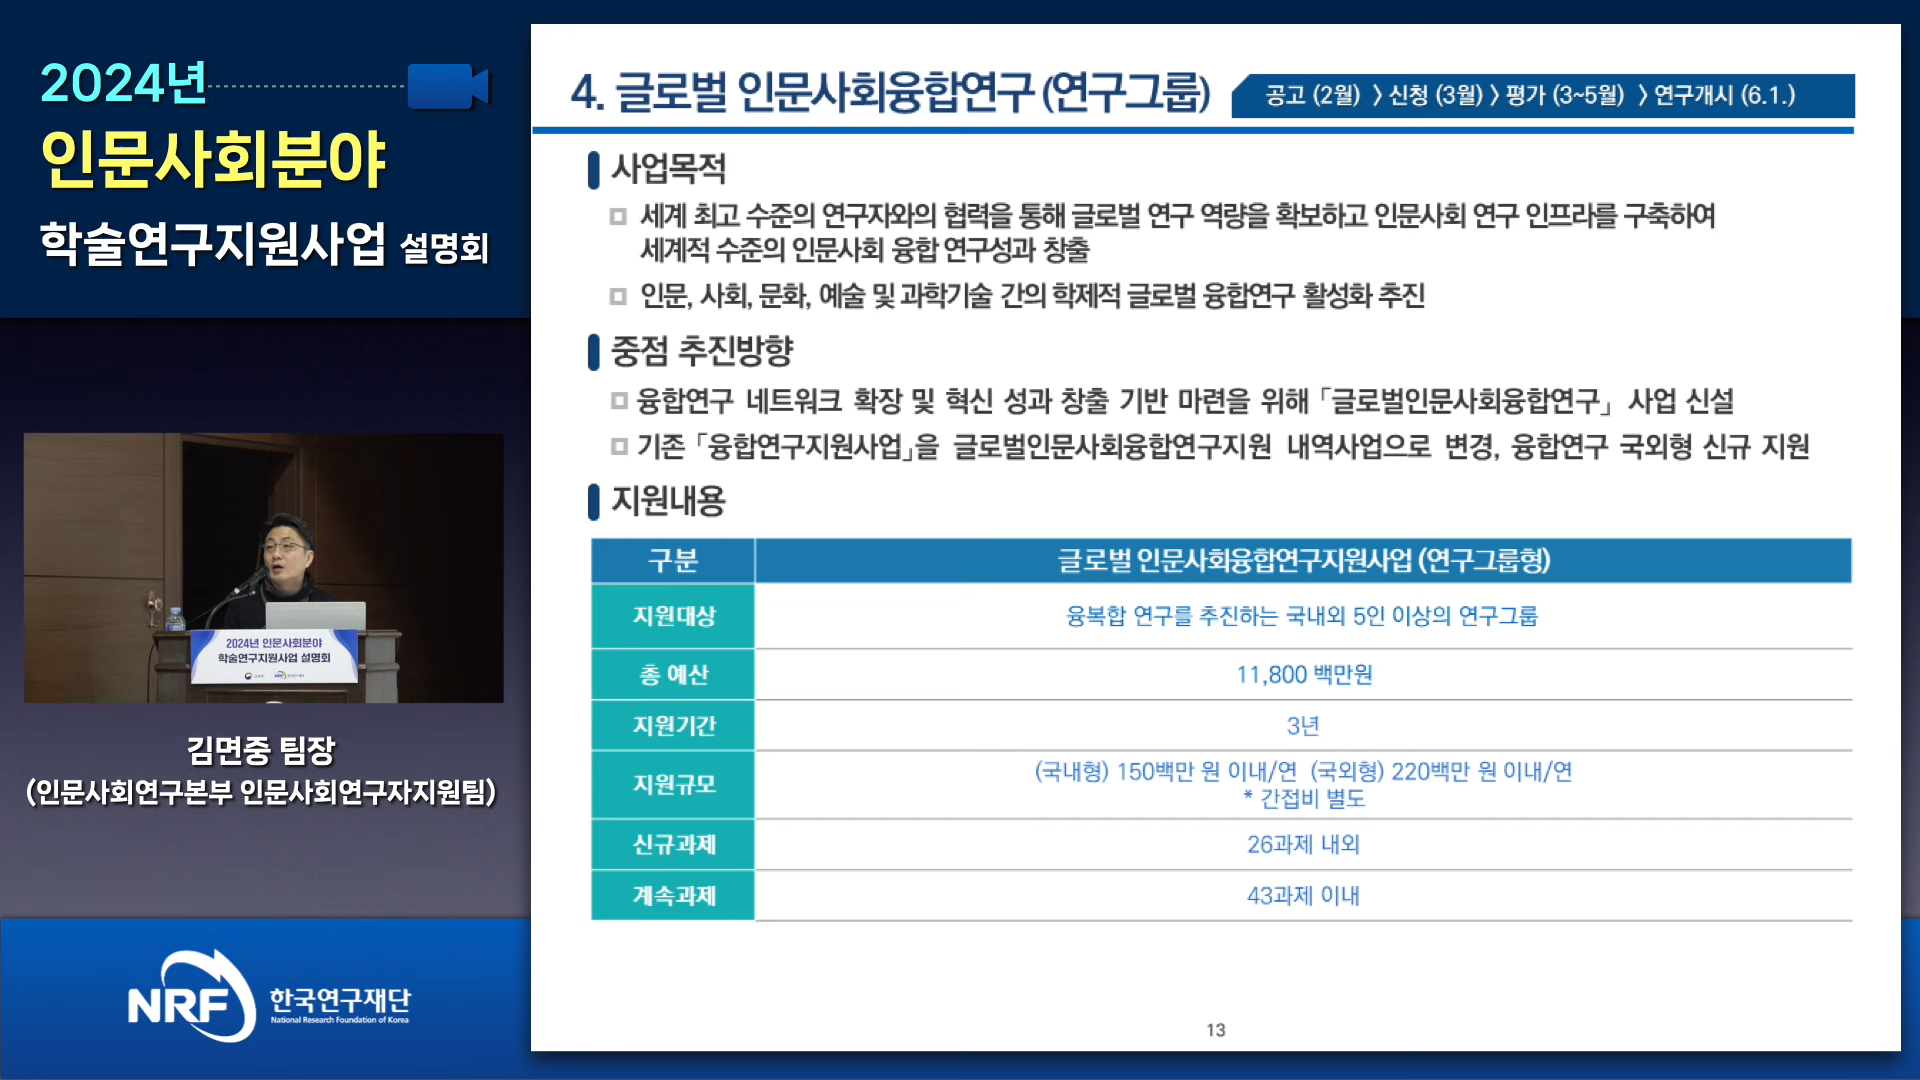 2024년
인문사회분야
학술연구지원사업 설명회
2024년 인문사회분야
학술연구지원사업 설명회
교육부 NRF 한국연구재단
김면중 팀장
(인문사회연구본부 인문사회연구자지원팀)
NRF 한국연구재단
National Research Foundation of Korea
4. 글로벌 인문사회융합연구 (연구그룹)
공고 (2월) 〉신청 (3월)〉평가 (3~5월) 〉연구개시 (6.1.)
사업목적
세계 최고 수준의 연구자와의 협력을 통해 글로벌 연구 역량을 확보하고 인문사회 연구 인프라를 구축하여
세계적 수준의 인문사회 융합 연구성과 창출
인문, 사회, 문화, 예술 및 과학기술 간의 학제적 글로벌 융합연구 활성화 추진
중점 추진방향
융합연구 네트워크 확장 및 혁신 성과 창출 기반 마련을 위해 「글로벌인문사회융합연구」 사업 신설
기존 「융합연구지원사업」을 글로벌인문사회융합연구지원 내역사업으로 변경, 융합연구 국외형 신규 지원
지원내용
구분 글로벌 인문사회융합연구지원사업 (연구그룹형)
지원대상 융복합 연구를 추진하는 국내외 5인 이상의 연구그룹
총 예산 11,800 백만원
지원기간 3년
지원규모 (국내형) 150백만 원 이내/연 (국외형) 220백만 원 이내/연
* 간접비 별도
신규과제 26과제 내외
계속과제 43과제 이내
13